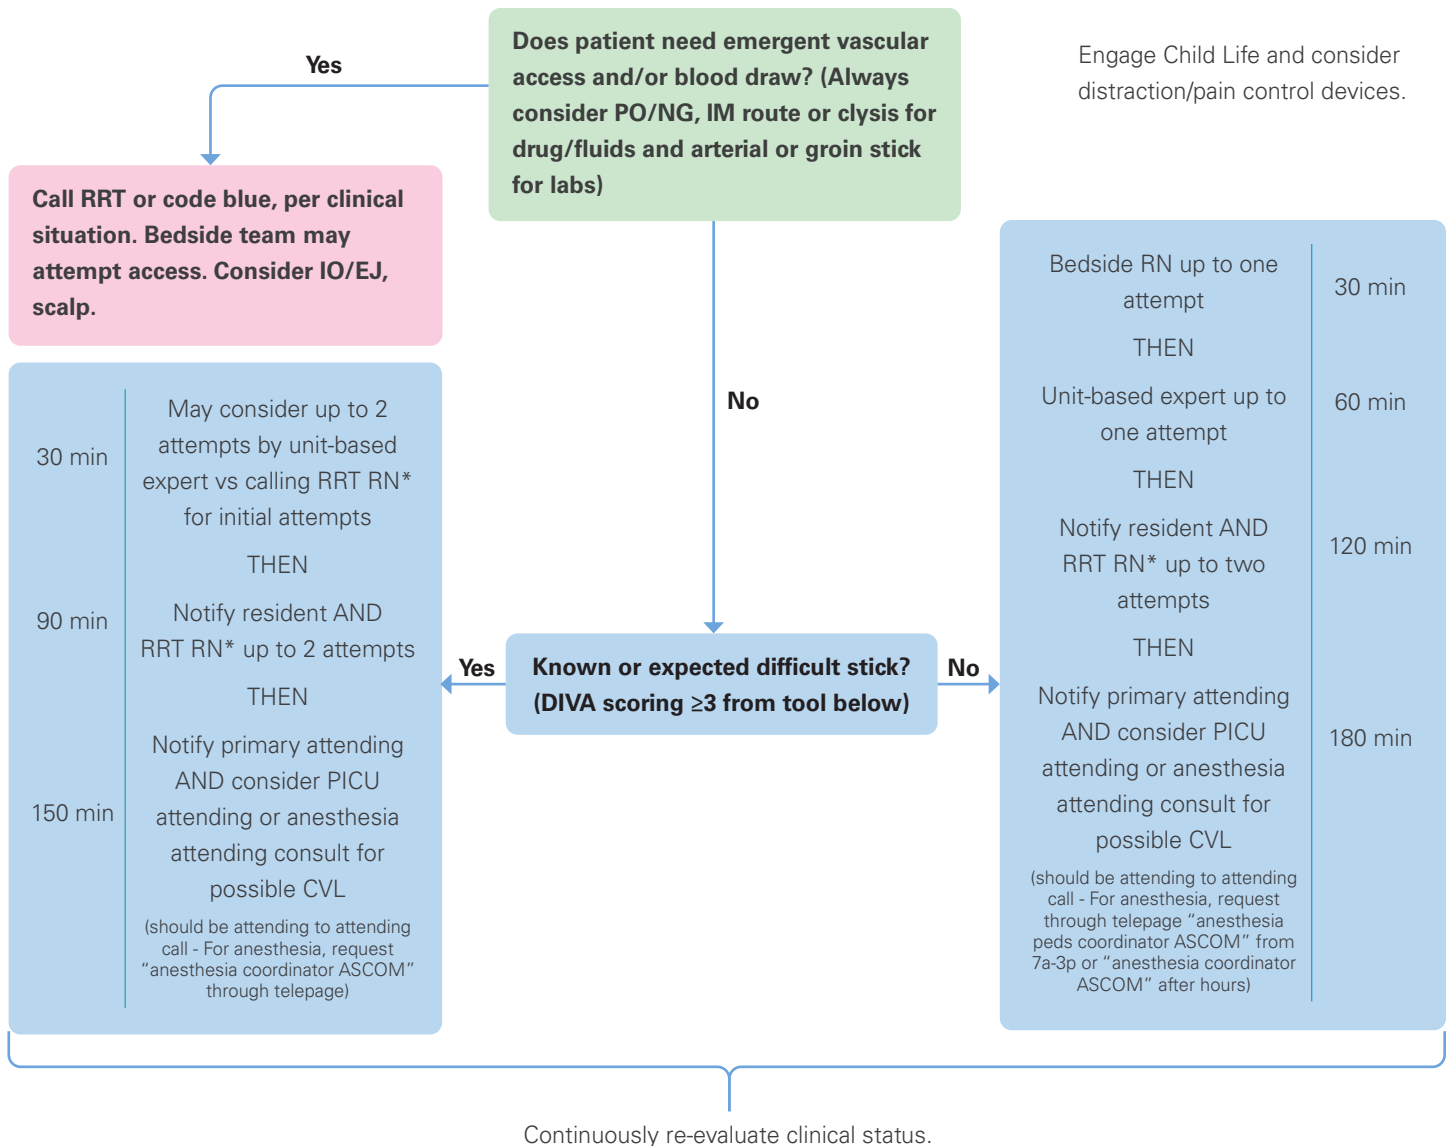 Does patient need emergent vascular
access and/or blood draw? (Always
consider PO/NG, IM route or clysis for
drug/fluids and arterial or groin stick
for labs)
Engage Child Life and consider
distraction/pain control devices.
Yes
Call RRT or code blue, per clinical
situation. Bedside team may
attempt access. Consider IO/EJ,
scalp.
No
30 min
May consider up to 2
attempts by unit-based
expert vs calling RRT RN*
for initial attempts
THEN
90 min
Notify resident AND
RRT RN* up to 2 attempts
THEN
150 min
Notify primary attending
AND consider PICU
attending or anesthesia
attending consult for
possible CVL
(should be attending to attending
call - For anesthesia, request
“anesthesia coordinator ASCOM”
through telepage)
Yes
Known or expected difficult stick?
(DIVA scoring ≥3 from tool below)
No
Bedside RN up to one
attempt
30 min
THEN
Unit-based expert up to
one attempt
60 min
THEN
Notify resident AND
RRT RN* up to two
attempts
120 min
THEN
Notify primary attending
AND consider PICU
attending or anesthesia
attending consult for
possible CVL
180 min
(should be attending to attending
call - For anesthesia, request
through telepage “anesthesia
peds coordinator ASCOM” from
7a-3p or “anesthesia coordinator
ASCOM” after hours)
Continuously re-evaluate clinical status.